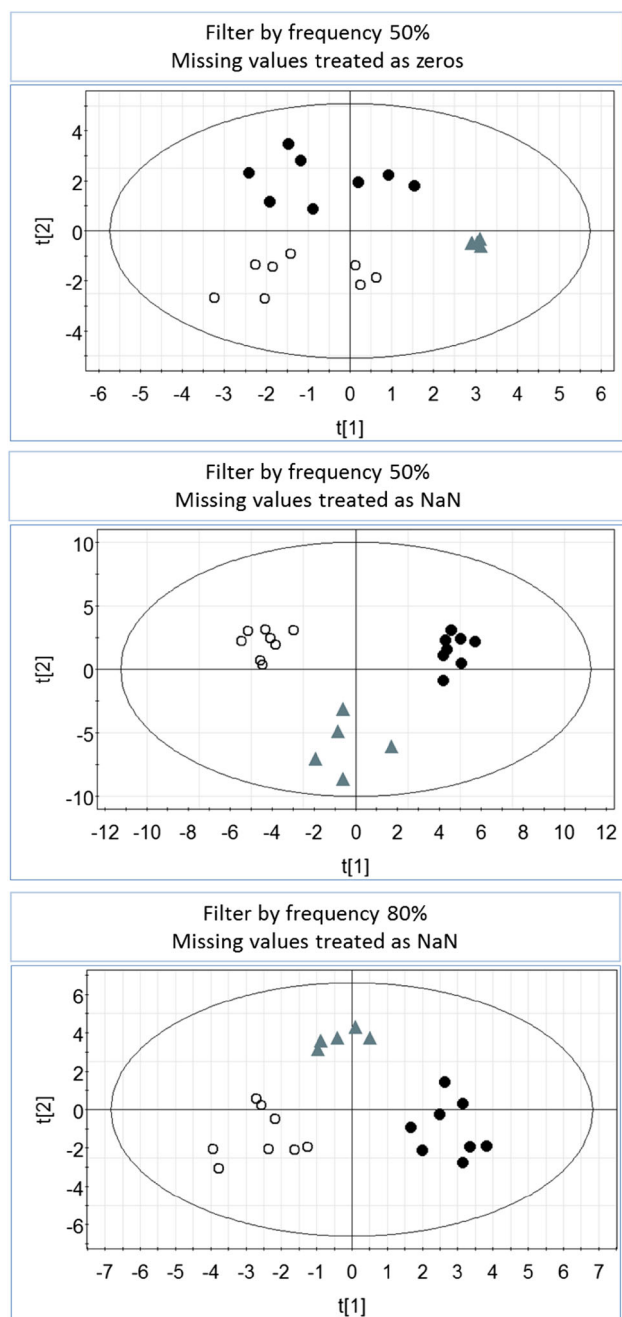 Filter by frequency 50%
Missing values treated as zeros
4
2
0
-2
-4
t[2]
-6 -5 -4 -3 -2 -1 0 1 2 3 4 5 6
t[1]
Filter by frequency 50%
Missing values treated as NaN
10
5
0
-5
-10
t[2]
-12 -10 -8 -6 -4 -2 0 2 4 6 8 10 12
t[1]
Filter by frequency 80%
Missing values treated as NaN
6
4
2
0
-2
-4
-6
t[2]
-7 -6 -5 -4 -3 -2 -1 0 1 2 3 4 5 6 7
t[1]